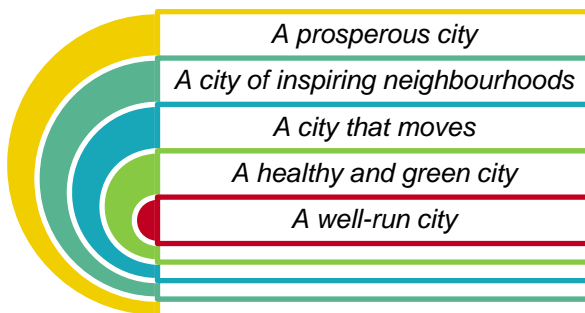 A prosperous city
A city of inspiring neighbourhoods
A city that moves
A healthy and green city
A well-run city